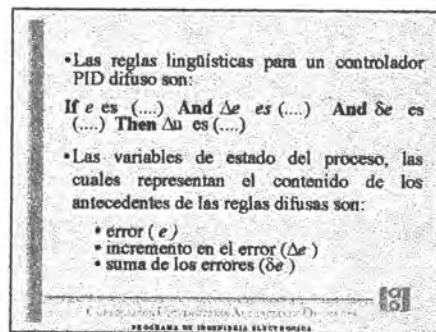 •Las reglas lingüísticas para un controlador
PID difuso son:
If e es (....) And Δe es (....) And δe es
(....) Then Δu es (....)
•Las variables de estado del proceso, las
cuales representan el contenido de los
antecedentes de las reglas difusas son:
• error ( e )
• incremento en el error (Δe )
• suma de los errores (δe )
PROGRAMA DE INGENIERIA ELECTRONICA